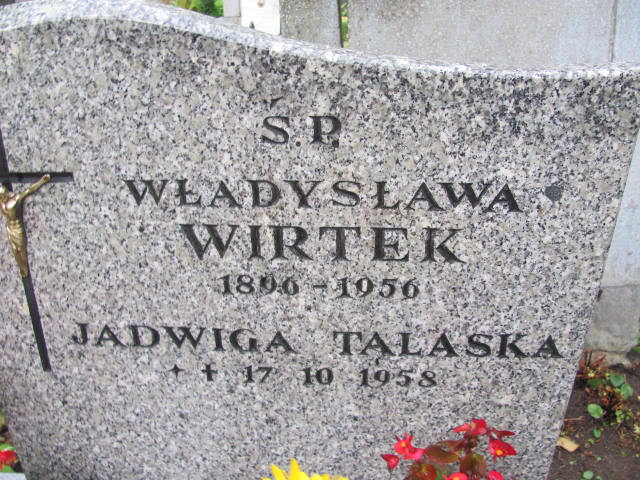 Ś.P.
WŁADYSŁAWA
WIRTEK
1896 - 1956
JADWIGA TALASKA
* † 17 10 1958